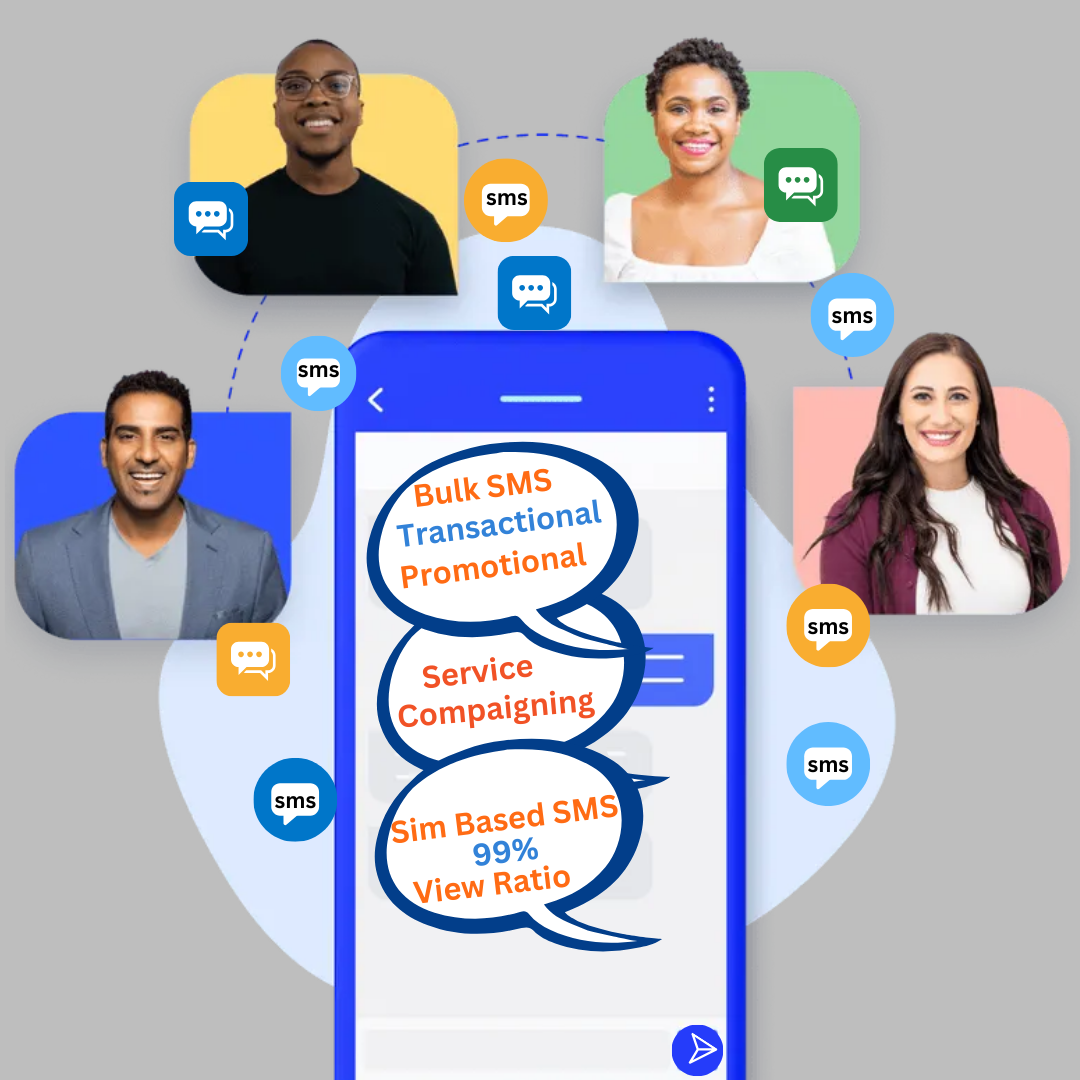 sms
sms
sms
Bulk SMS
Transactional
Promotional
Service
Compaigning
sms
sms
sms
Sim Based SMS
99%
View Ratio